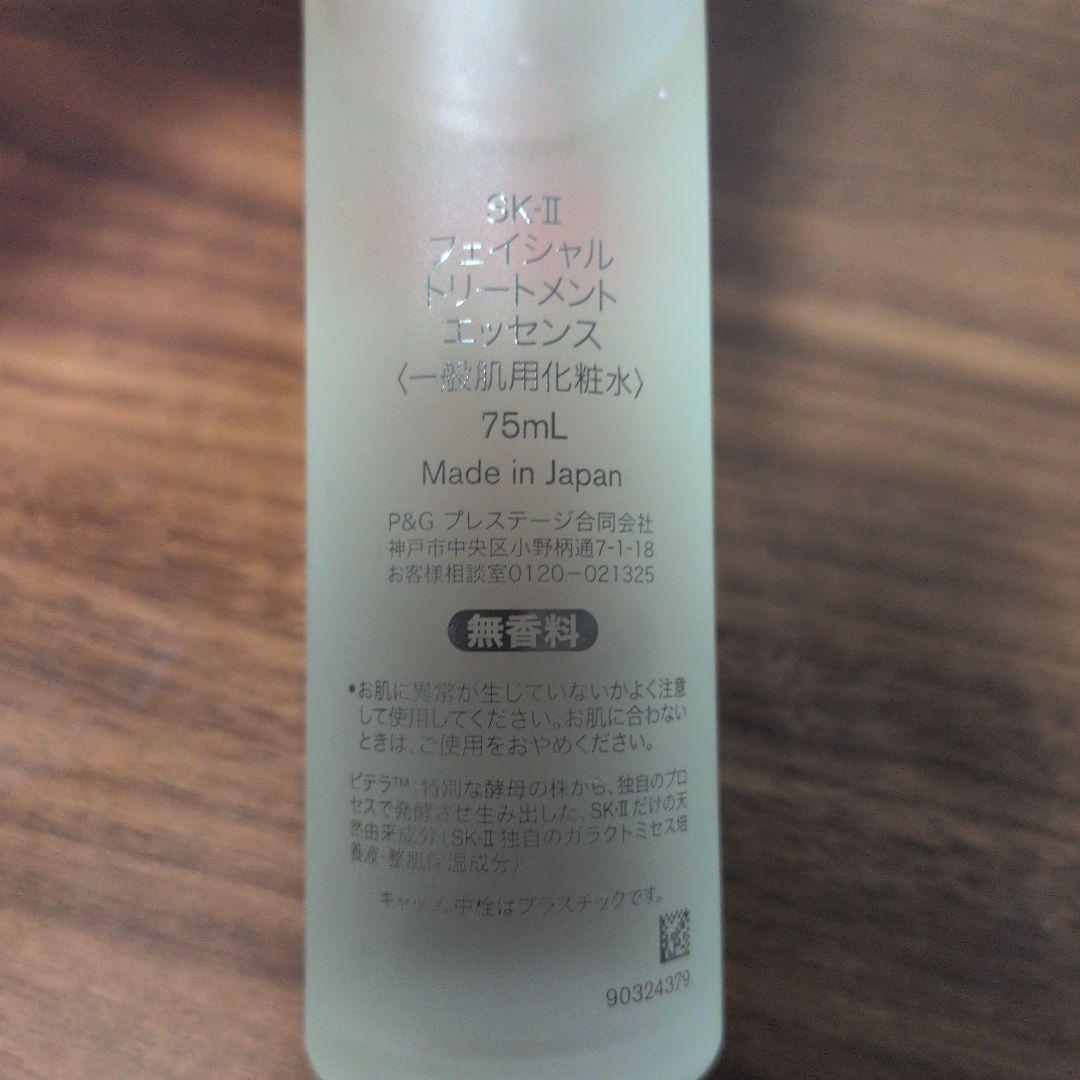 SK-Ⅱ
フェイシャル
トリートメント
エッセンス
〈一般肌用化粧水〉
75mL
Made in Japan
P&G プレステージ合同会社
神戸市中央区小野柄通7-1-18
お客様相談室0120-021325
無香料
•お肌に異常が生じていないかよく注意
して使用してください。お肌に合わない
ときは、ご使用をおやめください。
ピテラ™:特別な酵母の株から、独自のプロ
セスで発酵させ生み出した、SK-Ⅱだけの天
然由来成分(SK-Ⅱ独自のガラクトミセス培
養液-整肌保湿成分)
キャップ、中栓はプラスチックです。
90324379